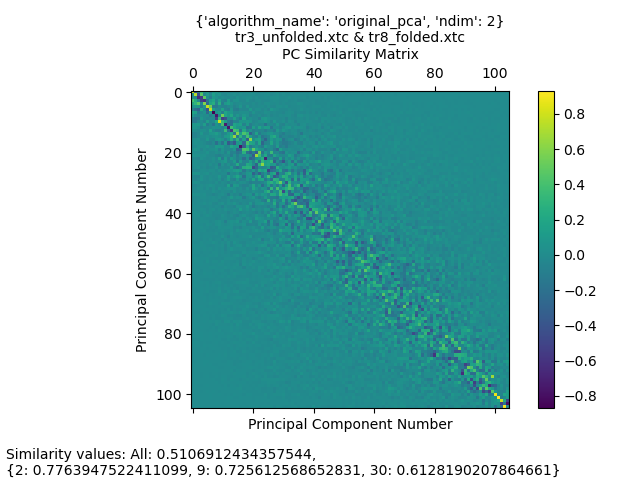 {'algorithm_name': 'original_pca', 'ndim': 2}
tr3_unfolded.xtc & tr8_folded.xtc
PC Similarity Matrix
0 20 40 60 80 100
0
20
40
60
80
100
Principal Component Number
Principal Component Number
0.8
0.6
0.4
0.2
0.0
−0.2
−0.4
−0.6
−0.8
Similarity values: All: 0.5106912434357544,
{2: 0.7763947522411099, 9: 0.725612568652831, 30: 0.6128190207864661}